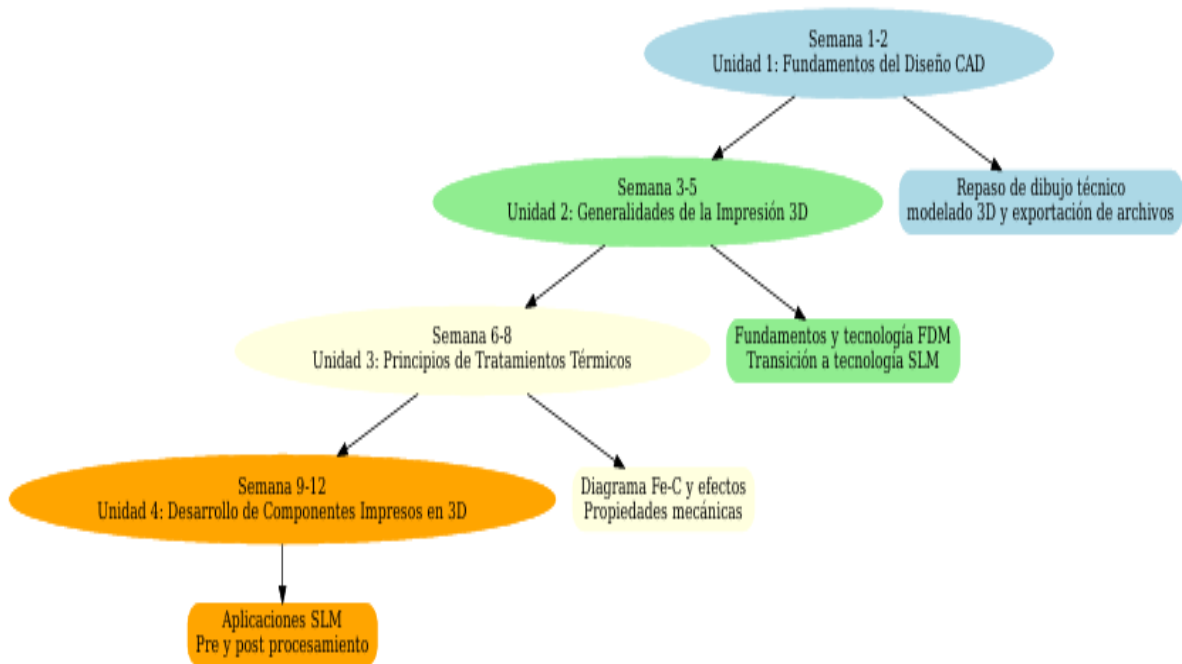 Semana 1-2
Unidad 1: Fundamentos del Diseño CAD
Semana 3-5
Unidad 2: Generalidades de la Impresión 3D
Repaso de dibujo técnico
modelado 3D y exportación de archivos
Semana 6-8
Unidad 3: Principios de Tratamientos Térmicos
Fundamentos y tecnología FDM
Transición a tecnología SLM
Semana 9-12
Unidad 4: Desarrollo de Componentes Impresos en 3D
Diagrama Fe-C y efectos
Propiedades mecánicas
Aplicaciones SLM
Pre y post procesamiento